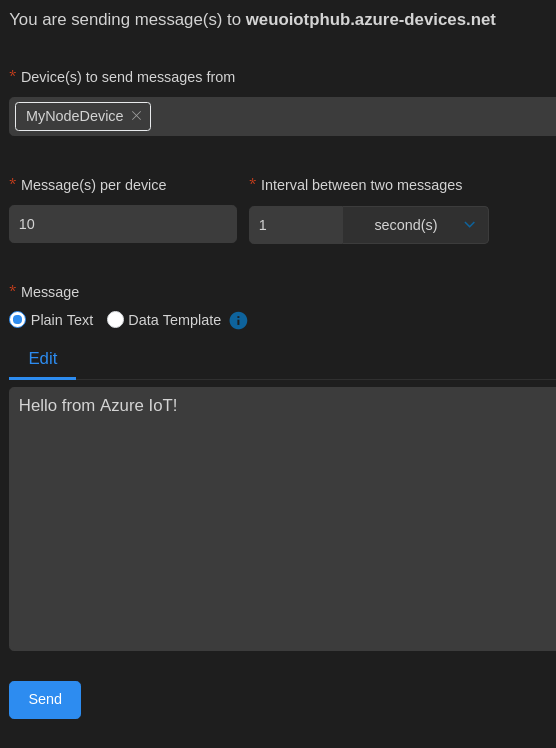 You are sending message(s) to weuoiotphub.azure-devices.net
* Device(s) to send messages from
MyNodeDevice ×
* Message(s) per device
* Interval between two messages
10
1 second(s)
* Message
Plain Text Data Template
Edit
Hello from Azure IoT!
Send